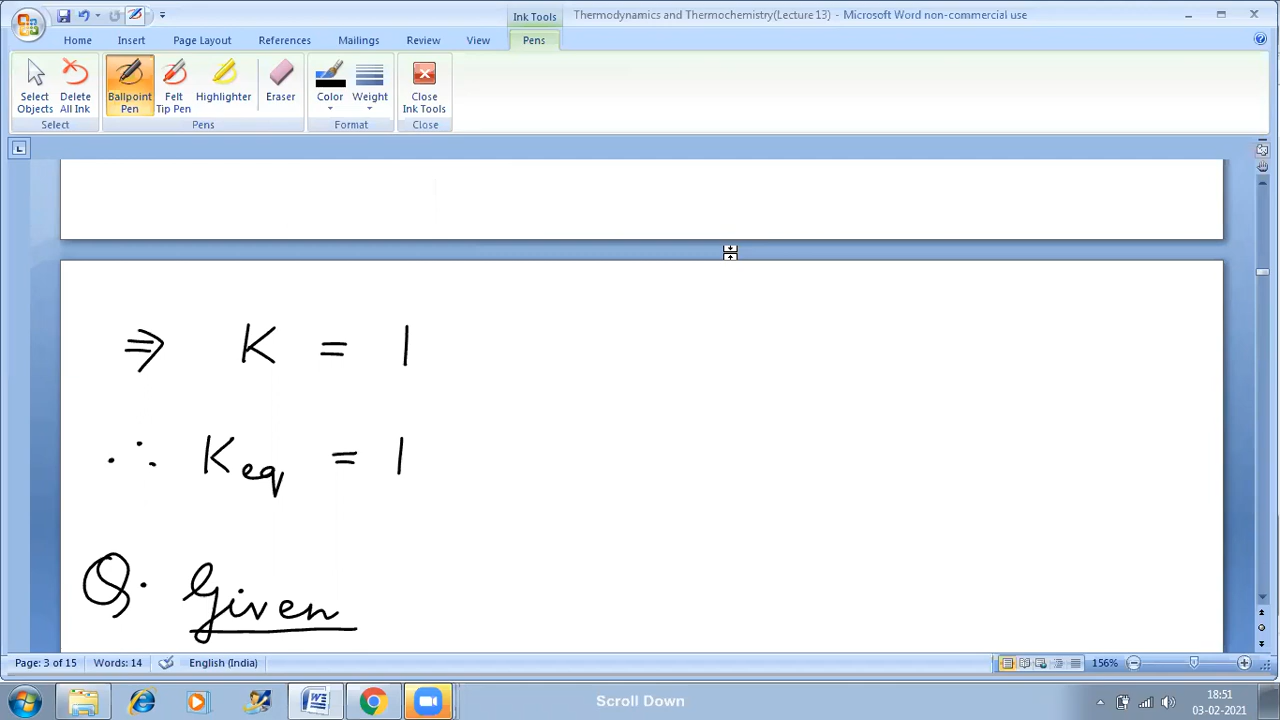 Ink Tools
Thermodynamics and Thermochemistry(Lecture 13) - Microsoft Word non-commercial use
Home Insert Page Layout References Mailings Review View Pens
Select Objects
Delete All Ink
Ballpoint Pen
Felt Tip Pen
Highlighter
Eraser
Color
Weight
Close Ink Tools
Select Pens Format Close
⇒ K = 1
∴ Keq = 1
Q. Given
Page: 3 of 15 Words: 14 English (India) 156%
Scroll Down
18:51
03-02-2021